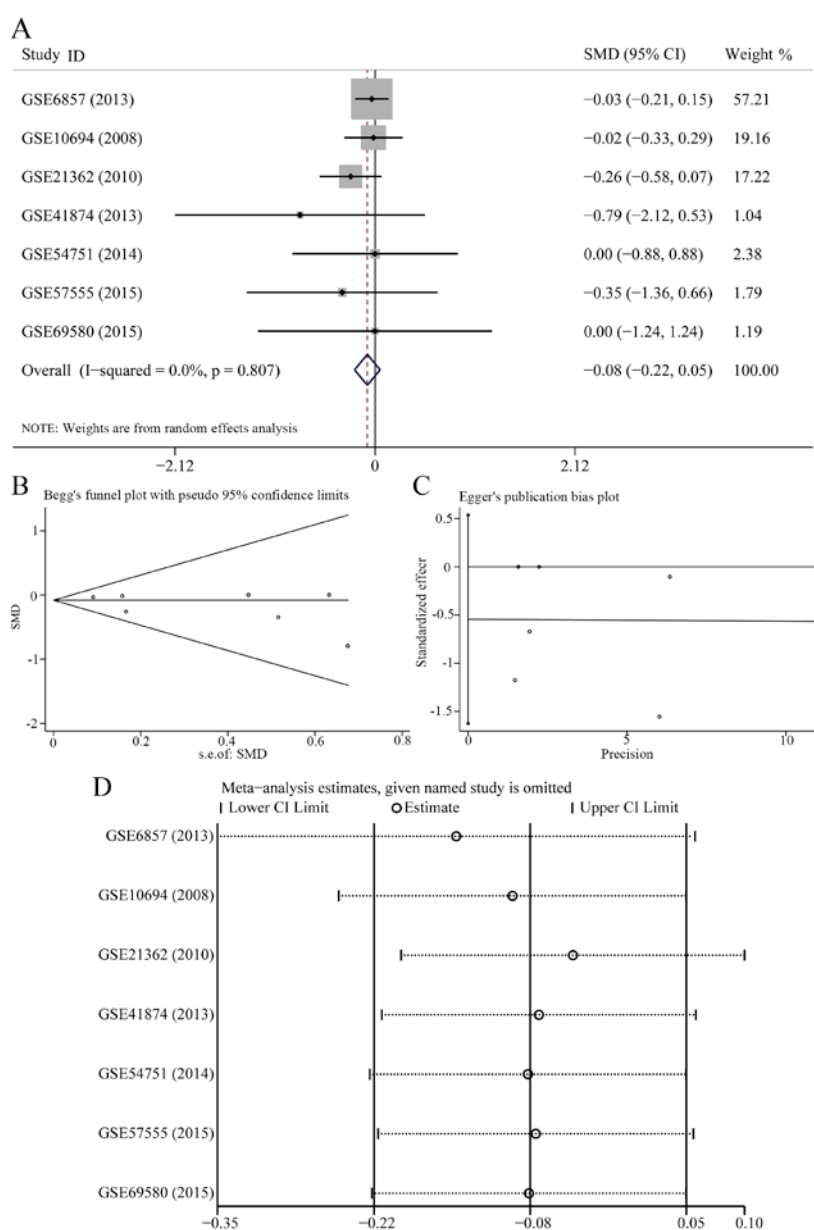 A
Study ID SMD (95% CI) Weight %
GSE6857 (2013) −0.03 (−0.21, 0.15) 57.21
GSE10694 (2008) −0.02 (−0.33, 0.29) 19.16
GSE21362 (2010) −0.26 (−0.58, 0.07) 17.22
GSE41874 (2013) −0.79 (−2.12, 0.53) 1.04
GSE54751 (2014) 0.00 (−0.88, 0.88) 2.38
GSE57555 (2015) −0.35 (−1.36, 0.66) 1.79
GSE69580 (2015) 0.00 (−1.24, 1.24) 1.19
Overall (I−squared = 0.0%, p = 0.807) −0.08 (−0.22, 0.05) 100.00
NOTE: Weights are from random effects analysis
−2.12 0 2.12
B
Begg's funnel plot with pseudo 95% confidence limits
1
0
-1
-2
SMD
0 0.2 0.4 0.6 0.8
s.e.of: SMD
C
Egger's publication bias plot
0.5
0
-0.5
-1
-1.5
Standardized effecr
0 5 10
Precision
D
Meta−analysis estimates, given named study is omitted
Lower CI Limit Estimate Upper CI Limit
GSE6857 (2013)
GSE10694 (2008)
GSE21362 (2010)
GSE41874 (2013)
GSE54751 (2014)
GSE57555 (2015)
GSE69580 (2015)
−0.35 −0.22 −0.08 0.05 0.10